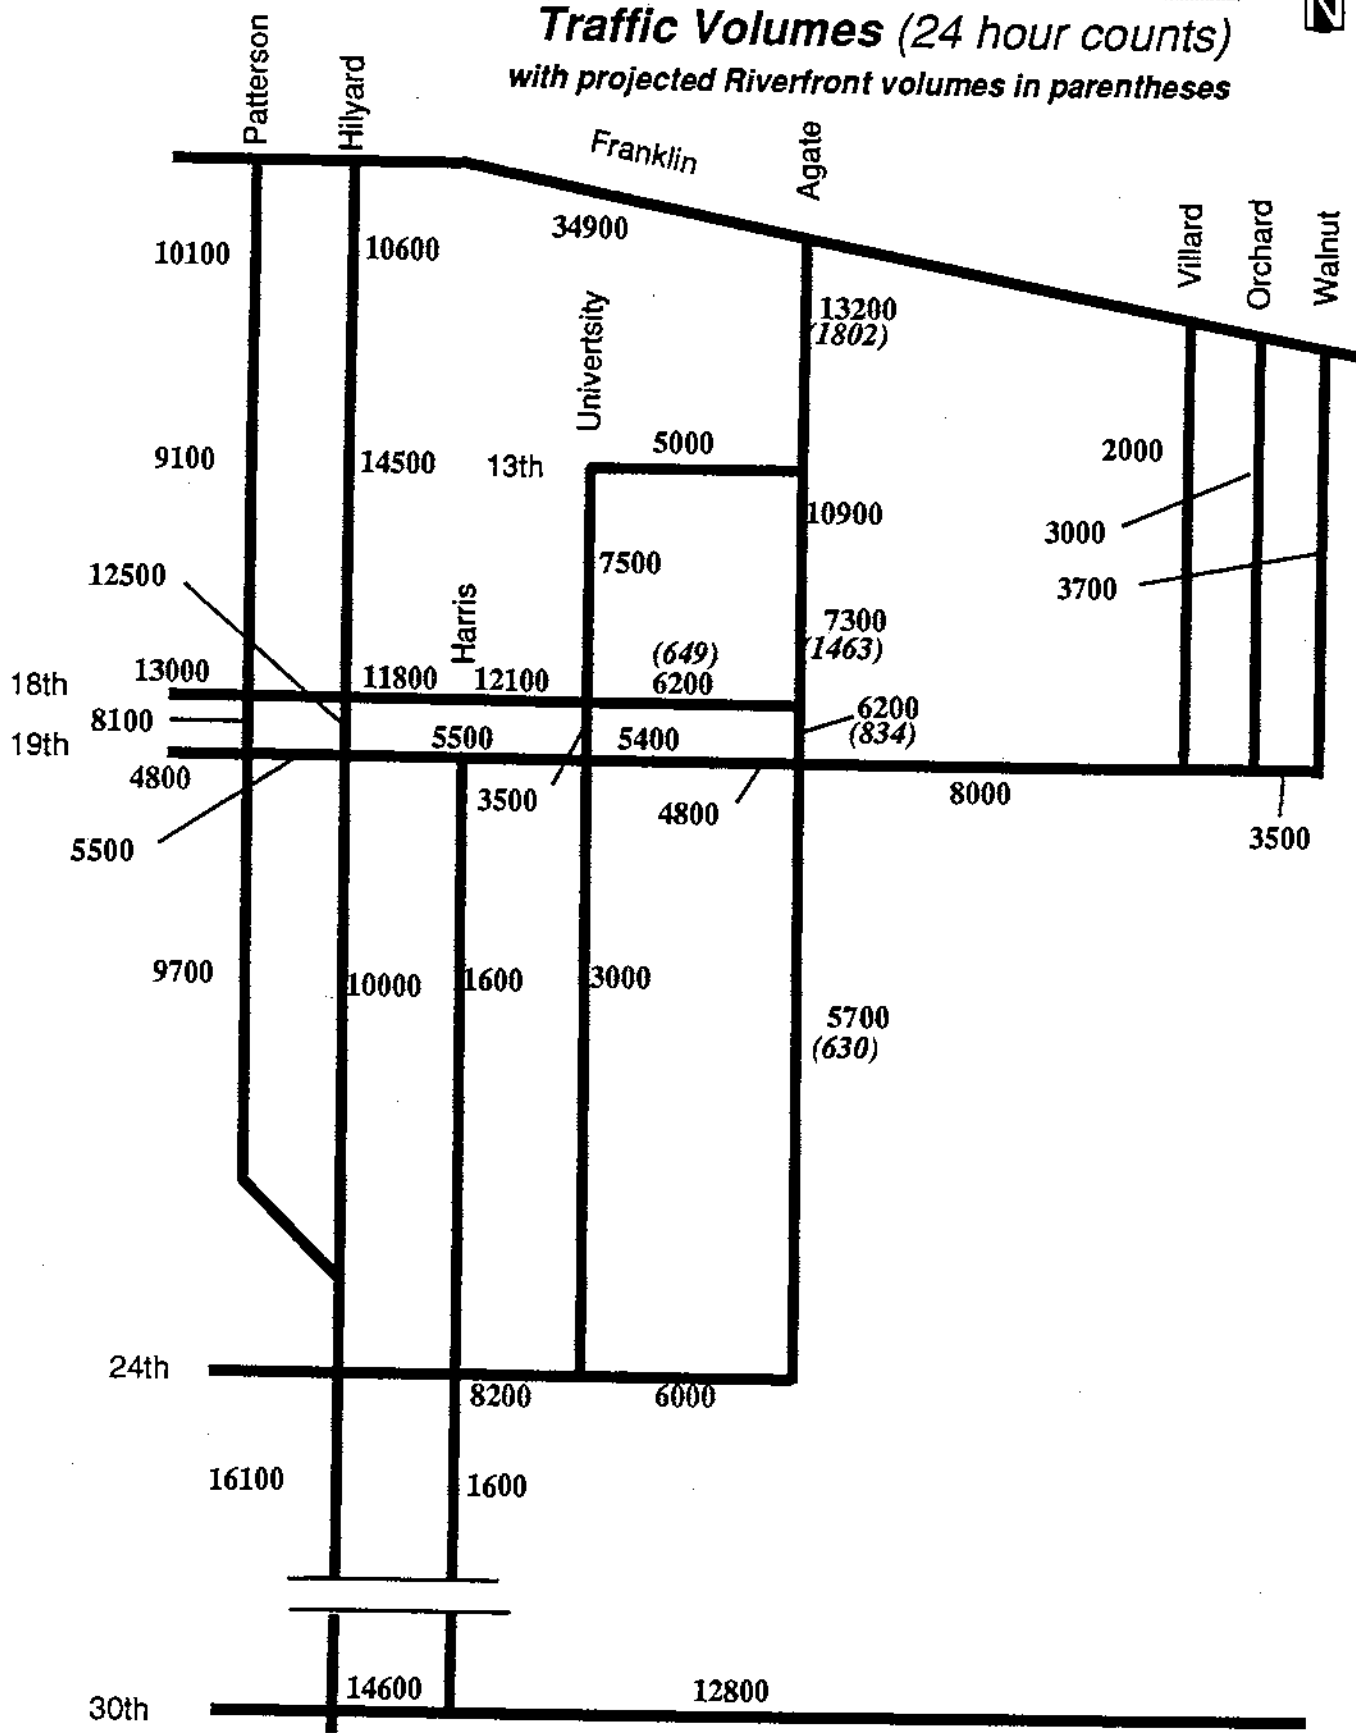 Traffic Volumes (24 hour counts)
N
with projected Riverfront volumes in parentheses
Patterson
Hilyard
Franklin
Agate
Villard
Orchard
Walnut
34900
10100
10600
Univertsity
13200
(1802)
9100
14500
13th
5000
2000
10900
3000
12500
7500
3700
Harris
7300
(1463)
(649)
18th
13000
11800
12100
6200
8100
6200
(834)
19th
5500
5400
4800
3500
4800
8000
5500
3500
9700
10000
1600
3000
5700
(630)
24th
8200
6000
16100
1600
14600
12800
30th